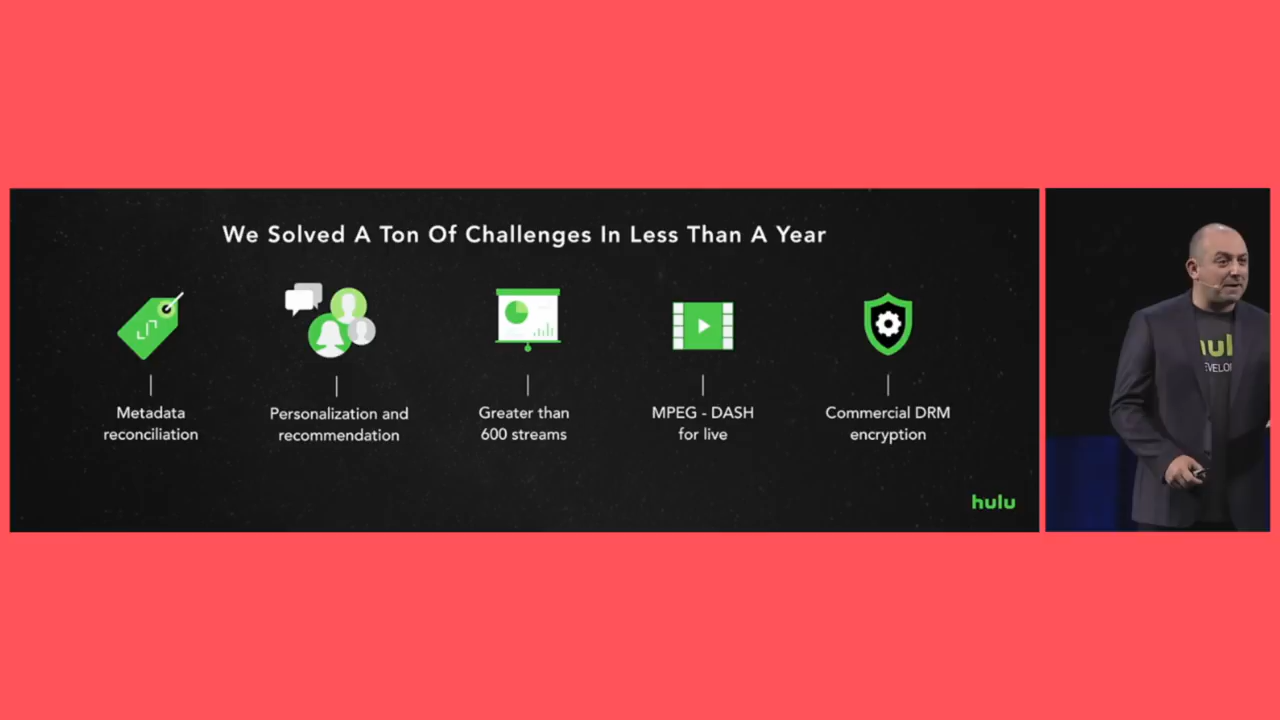 We Solved A Ton Of Challenges In Less Than A Year
Metadata
reconciliation
Personalization and
recommendation
Greater than
600 streams
MPEG - DASH
for live
Commercial DRM
encryption
hulu